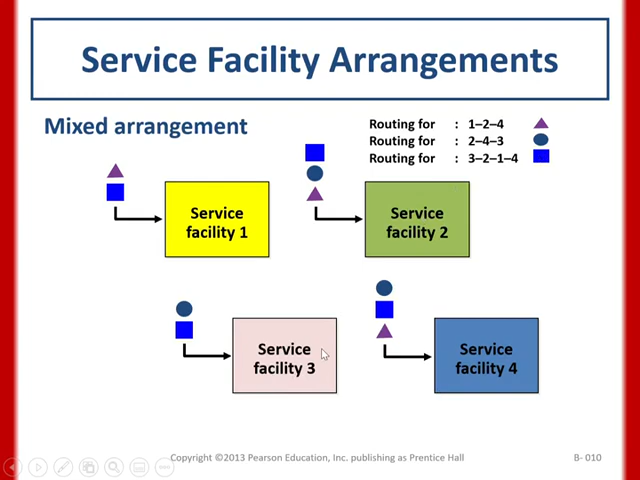 Service Facility Arrangements
Mixed arrangement
Routing for : 1–2–4
Routing for : 2–4–3
Routing for : 3–2–1–4
Service
facility 1
Service
facility 2
Service
facility 3
Service
facility 4
Copyright ©2013 Pearson Education, Inc. publishing as Prentice Hall
B- 010